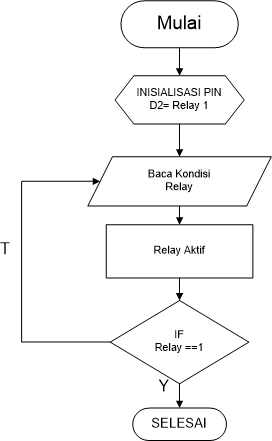 Mulai
INISIALISASI PIN
D2= Relay 1
Baca Kondisi
Relay
T
Relay Aktif
IF
Relay ==1
Y
SELESAI